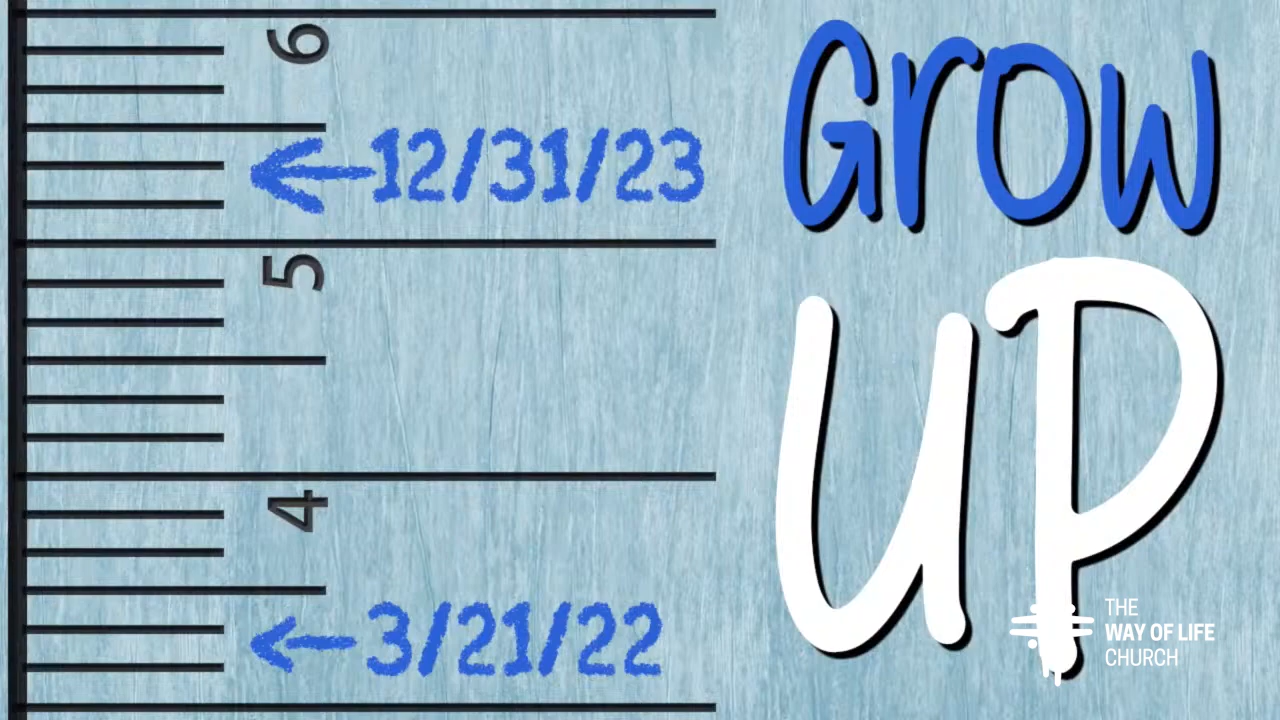 6
12/31/23
5
4
3/21/22
Grow
UP
THE
WAY OF LIFE
CHURCH